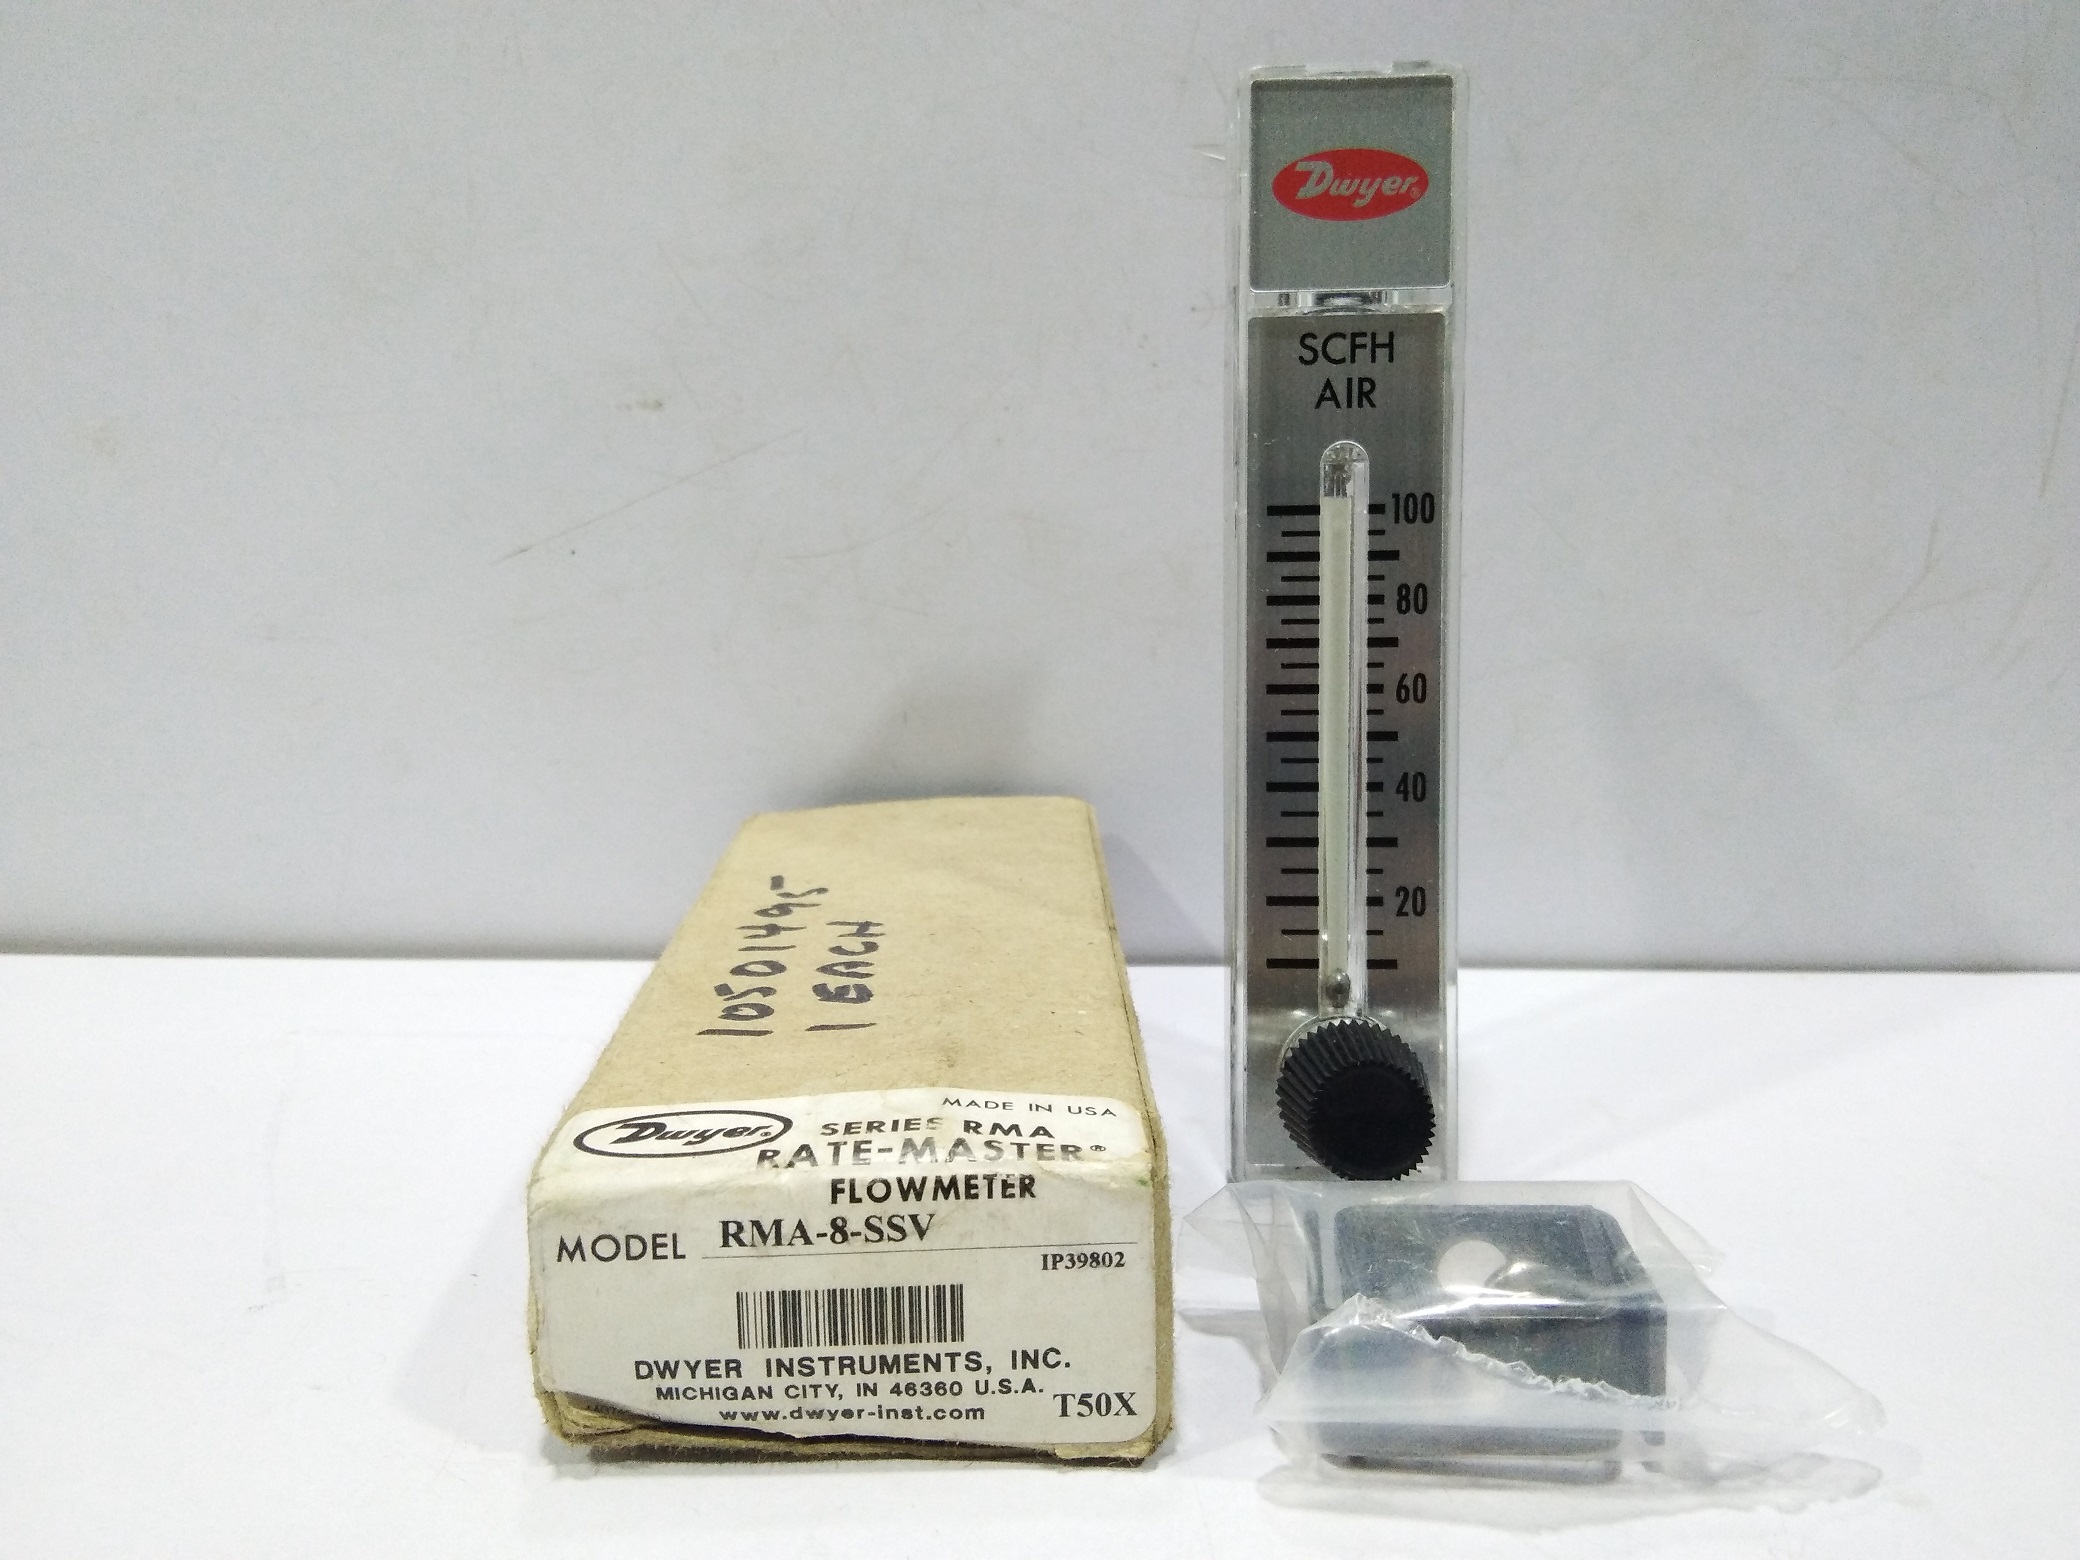 10501495
1 EACH
MADE IN USA
Dwyer® SERIES RMA
RATE-MASTER®
FLOWMETER
MODEL RMA-8-SSV
IP39802
DWYER INSTRUMENTS, INC.
MICHIGAN CITY, IN 46360 U.S.A.
www.dwyer-inst.com
T50X
Dwyer®
SCFH
AIR
100
80
60
40
20